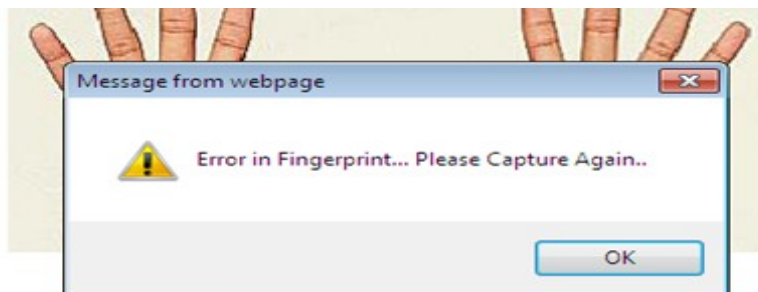 Message from webpage
Error in Fingerprint... Please Capture Again..
OK